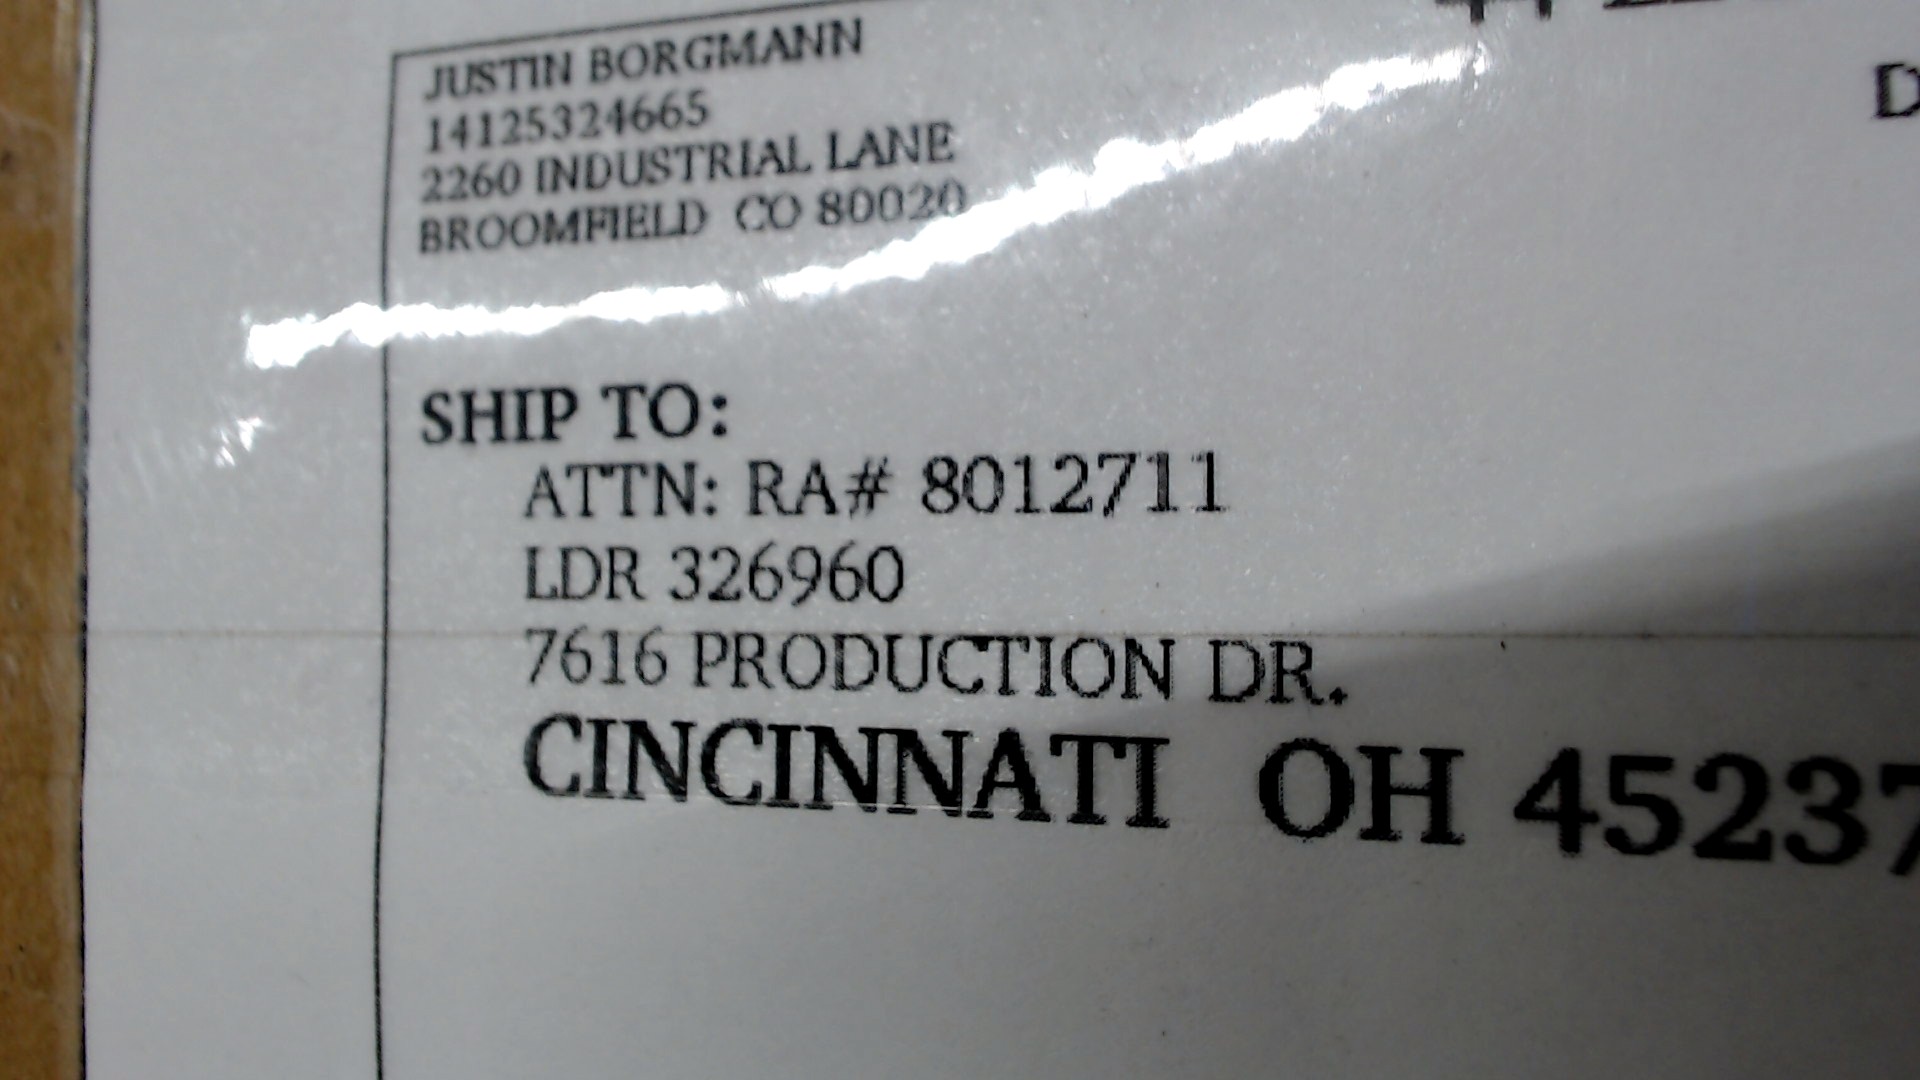 JUSTIN BORGMANN
14125324665
2260 INDUSTRIAL LANE
BROOMFIELD CO 80020
SHIP TO:
ATTN: RA# 8012711
LDR 326960
7616 PRODUCTION DR.
CINCINNATI OH 45237